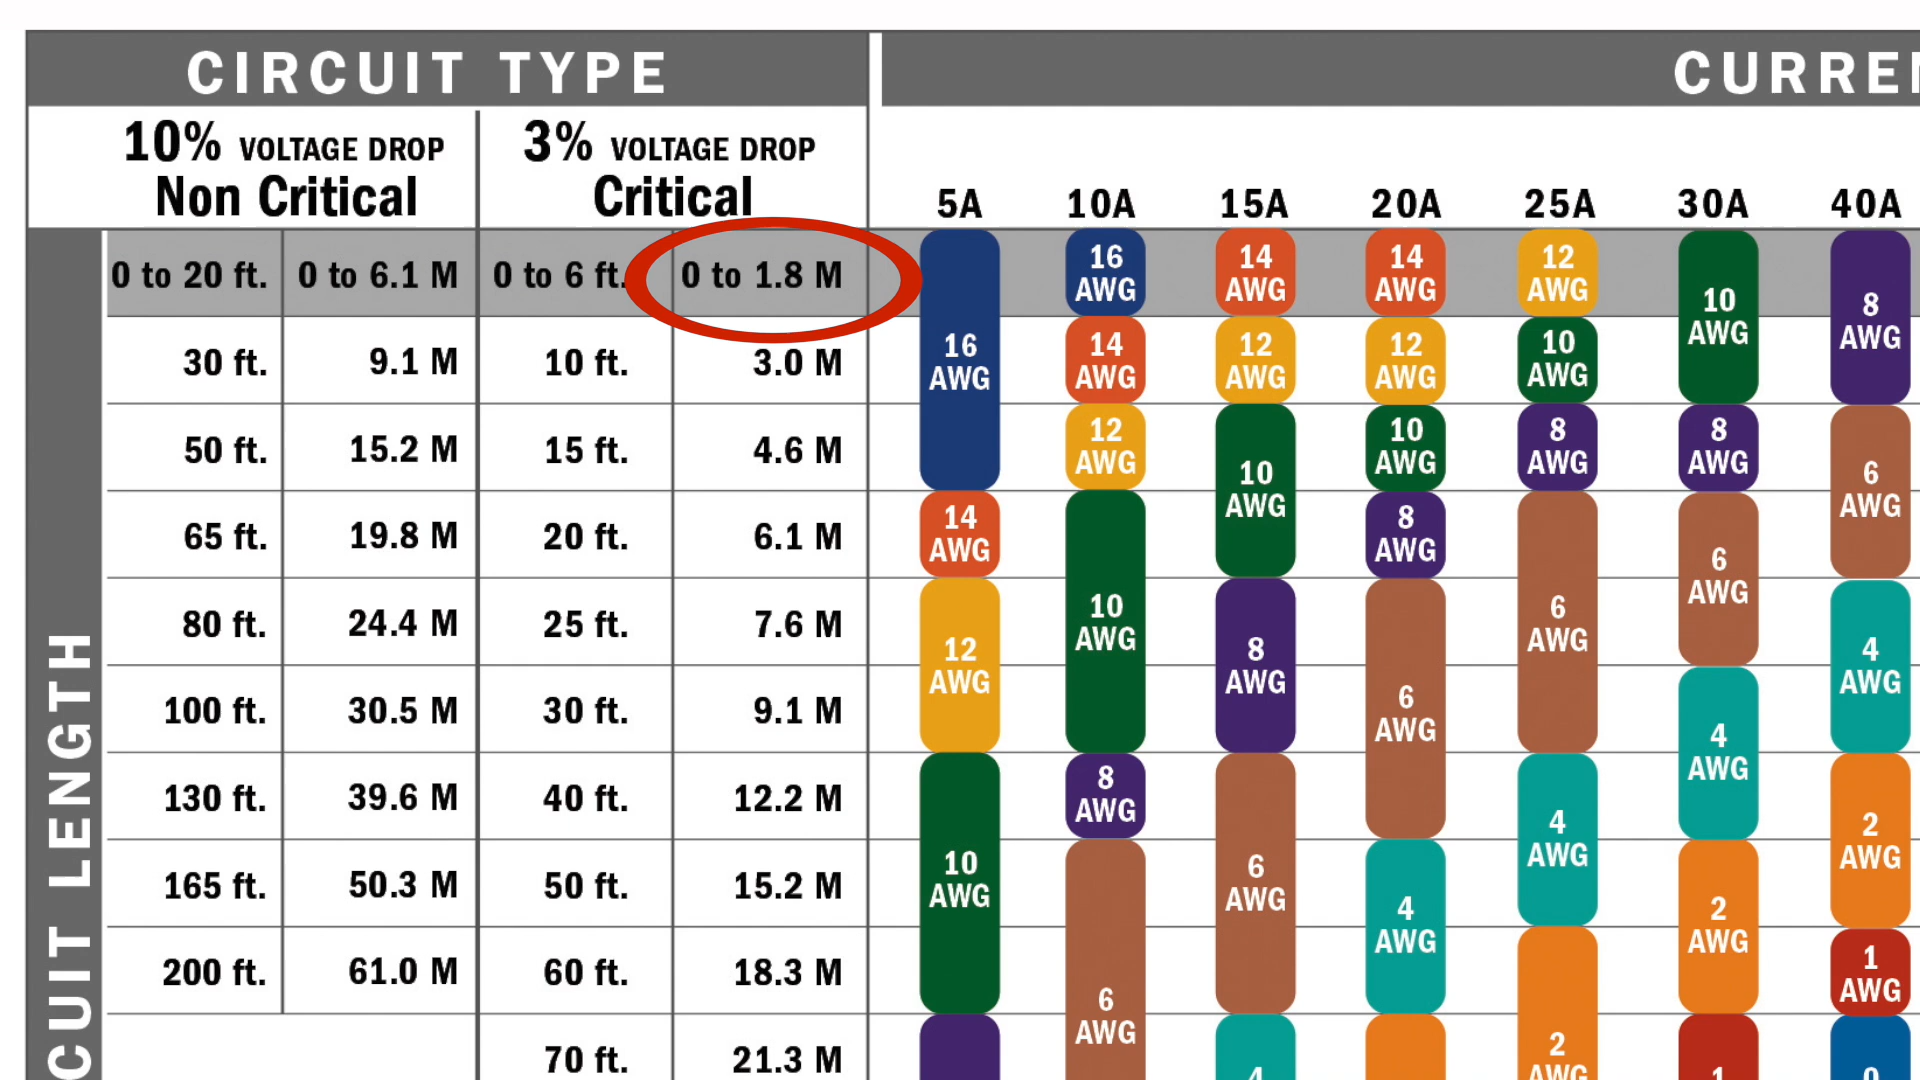 CIRCUIT TYPE
CURREN
10% VOLTAGE DROP
Non Critical
3% VOLTAGE DROP
Critical
5A 10A 15A 20A 25A 30A 40A
CUIT LENGTH
0 to 20 ft. 0 to 6.1 M 0 to 6 ft. 0 to 1.8 M
30 ft. 9.1 M 10 ft. 3.0 M
50 ft. 15.2 M 15 ft. 4.6 M
65 ft. 19.8 M 20 ft. 6.1 M
80 ft. 24.4 M 25 ft. 7.6 M
100 ft. 30.5 M 30 ft. 9.1 M
130 ft. 39.6 M 40 ft. 12.2 M
165 ft. 50.3 M 50 ft. 15.2 M
200 ft. 61.0 M 60 ft. 18.3 M
70 ft. 21.3 M
16
AWG
14
AWG
12
AWG
10
AWG
16
AWG
14
AWG
12
AWG
10
AWG
8
AWG
6
AWG
14
AWG
12
AWG
10
AWG
8
AWG
6
AWG
4
14
AWG
12
AWG
10
AWG
8
AWG
6
AWG
4
AWG
12
AWG
10
AWG
8
AWG
6
AWG
4
AWG
2
AWG
10
AWG
8
AWG
6
AWG
4
AWG
2
AWG
1
8
AWG
6
AWG
4
AWG
2
AWG
1
AWG
0